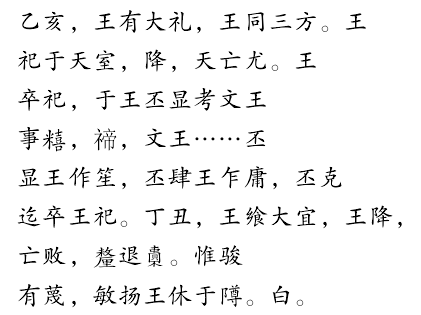 乙亥，王有大礼，王同三方。王
祀于天室，降，天亡尤。王
卒祀，于王丕显考文王
事糦，禘，文王……丕
显王作笙，丕肆王乍庸，丕克
迄卒王祀。丁丑，王飨大宜，王降，
亡败，釐退橐。惟骏
有蔑，敏扬王休于障。白。